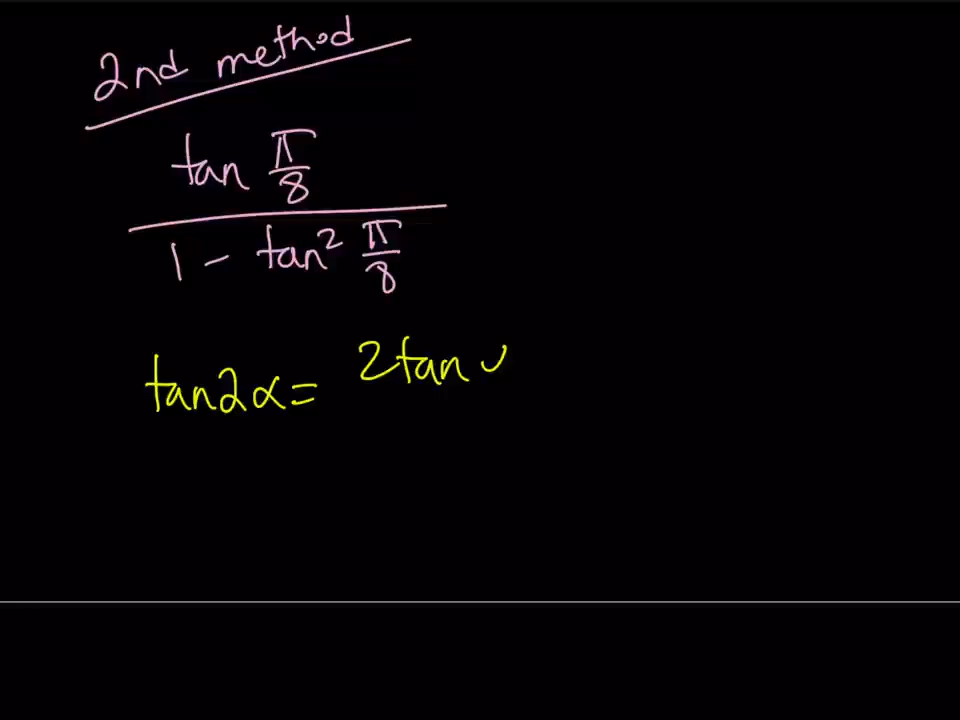 2nd method
tan π/8
1 - tan² π/8
tan2α = 2tan